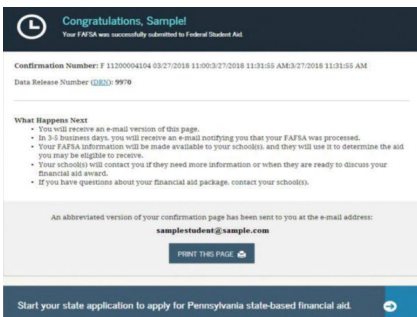 Congratulations, Sample!
Your FAFSA was successfully submitted to Federal Student Aid.
Confirmation Number: F 11200004104 03/27/2018 11:00:3/27/2018 11:31:55 AM:3/27/2018 11:31:55 AM
Data Release Number (DRN): 9970
What Happens Next
• You will receive an e-mail version of this page.
• In 3-5 business days, you will receive an e-mail notifying you that your FAFSA was processed.
• Your FAFSA information will be made available to your school(s), and they will use it to determine the aid
you may be eligible to receive.
• Your school(s) will contact you if they need more information or when they are ready to discuss your
financial aid award.
• If you have questions about your financial aid package, contact your school(s).
An abbreviated version of your confirmation page has been sent to you at the e-mail address:
samplestudent@sample.com
PRINT THIS PAGE
Start your state application to apply for Pennsylvania state-based financial aid.